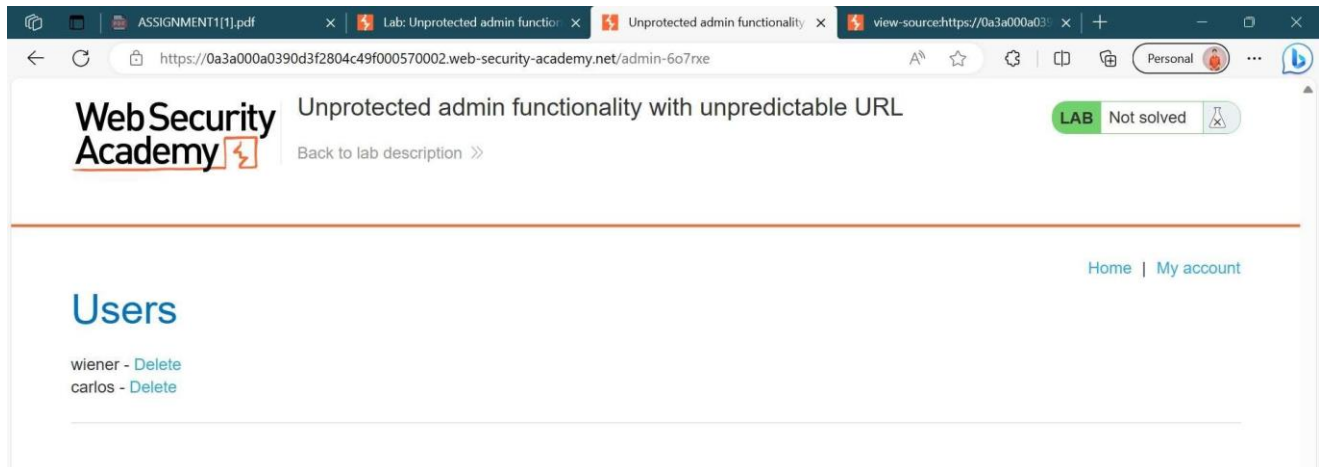 ASSIGNMENT1[1].pdf
Lab: Unprotected admin function
Unprotected admin functionality
view-source:https://0a3a000a039
https://0a3a000a0390d3f2804c49f000570002.web-security-academy.net/admin-6o7rxe
Personal
Web Security
Academy
Unprotected admin functionality with unpredictable URL
Back to lab description
LAB Not solved
Home | My account
Users
wiener - Delete
carlos - Delete